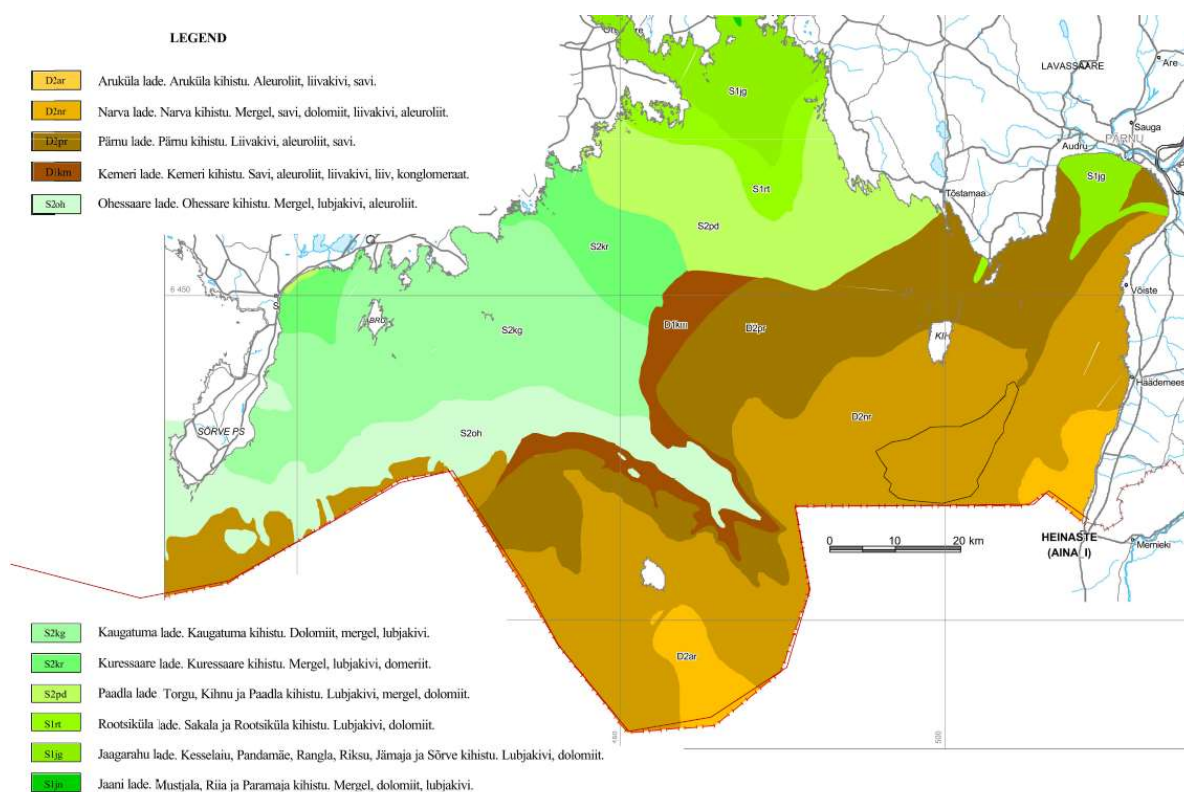 LEGEND
D2ar Aruküla lade. Aruküla kihistu. Aleuroliit, liivakivi, savi.
D2nr Narva lade. Narva kihistu. Mergel, savi, dolomiit, liivakivi, aleuroliit.
D2pr Pärnu lade. Pärnu kihistu. Liivakivi, aleuroliit, savi.
D1km Kemeri lade. Kemeri kihistu. Savi, aleuroliit, liivakivi, liiv, konglomeraat.
S2oh Ohessaare lade. Ohessare kihistu. Mergel, lubjakivi, aleuroliit.
S1jg
LAVASSAARE
Are
Sauga
PÄRNU
Audru
S1jg
S1rt
Tõstamaa
S2pd
S2kr
6 450
S
Võiste
BRU
S2kg
D1km
D2pr
KIH
Häädemees
SÕRVE PS
S2oh
D2nr
0 10 20 km
HEINASTE
(AINA I)
Mernieki
D2ar
500
S2kg Kaugatuma lade. Kaugatuma kihistu. Dolomiit, mergel, lubjakivi.
S2kr Kuressaare lade. Kuressaare kihistu. Mergel, lubjakivi, domeriit.
S2pd Paadla lade Torgu, Kihnu ja Paadla kihistu. Lubjakivi, mergel, dolomiit.
S1rt Rootsiküla lade. Sakala ja Rootsiküla kihistu. Lubjakivi, dolomiit.
S1jg Jaagarahu lade. Kesselaiu, Pandamäe, Rangla, Riksu, Jämaja ja Sõrve kihistu. Lubjakivi, dolomiit.
S1jn Jaani lade. Mustjala, Riia ja Paramaja kihistu. Mergel, dolomiit, lubjakivi.